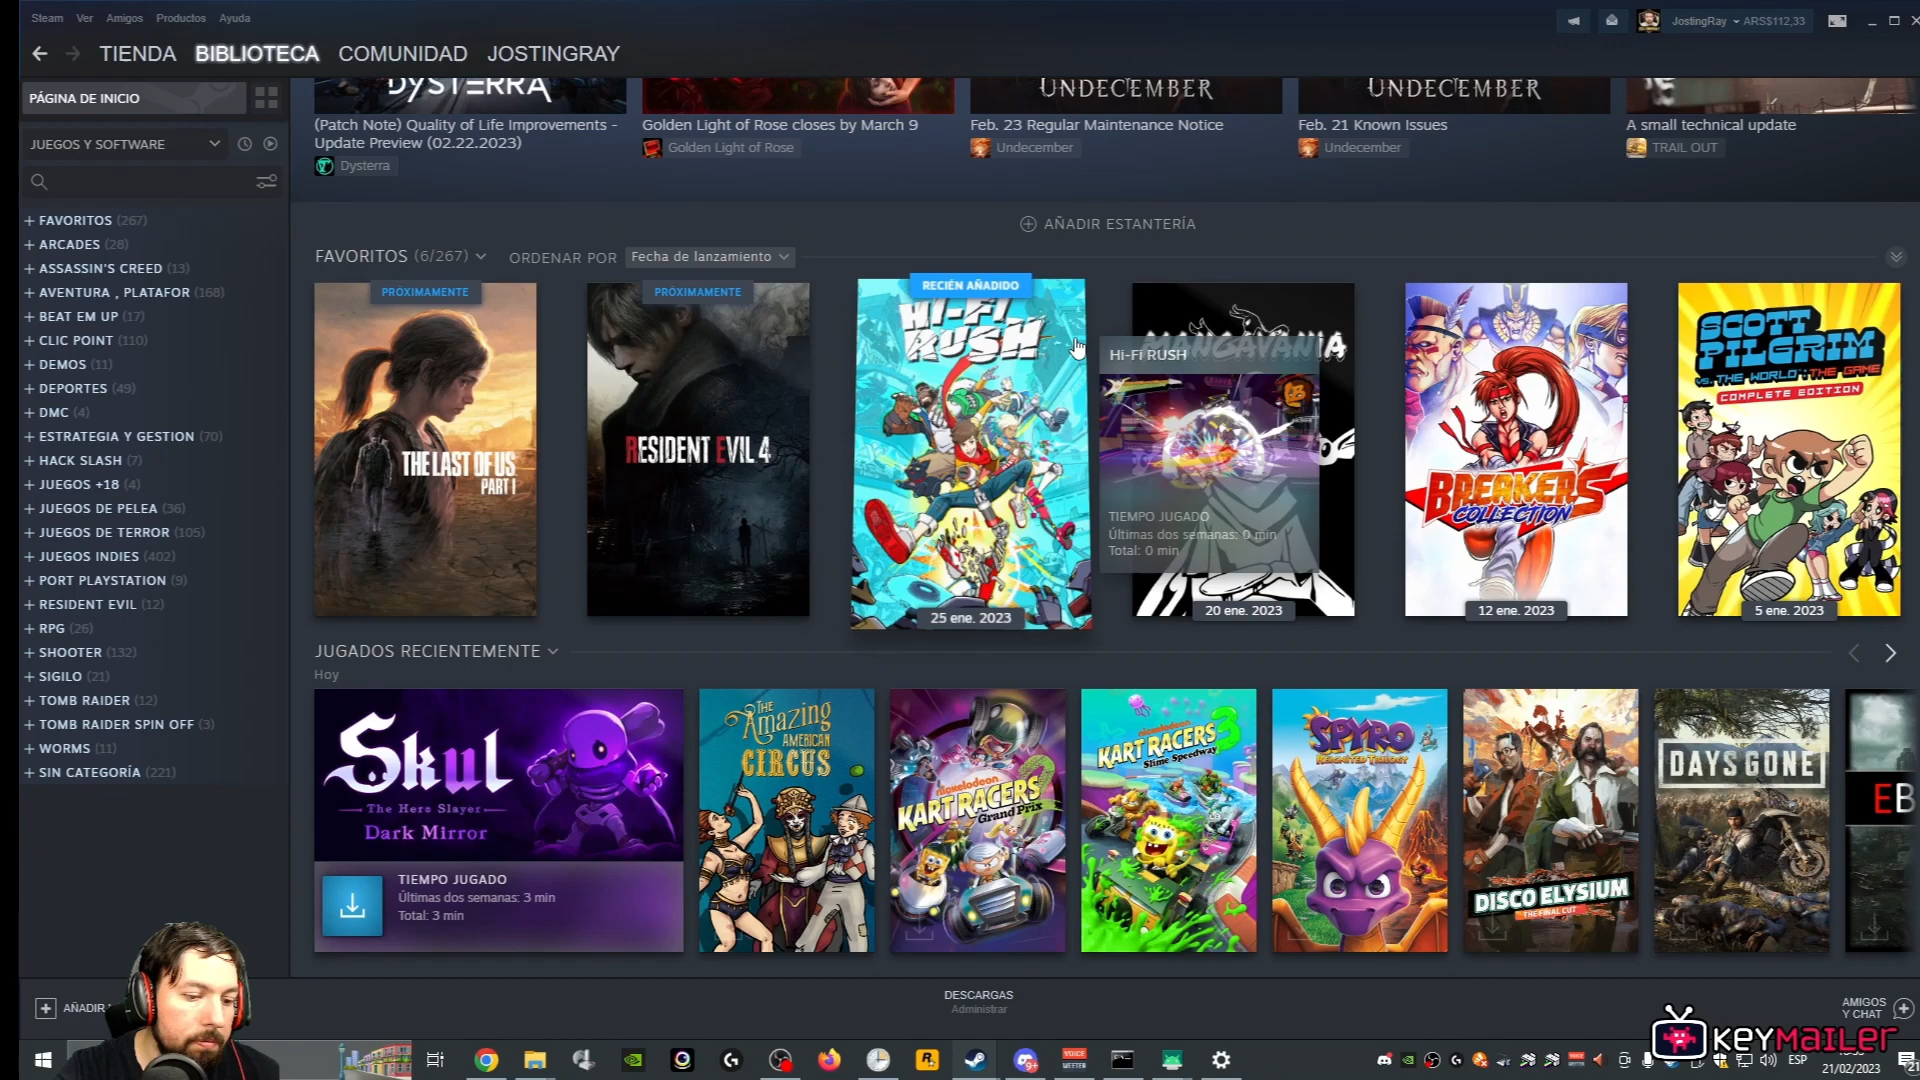 Steam Ver Amigos Productos Ayuda
JostingRay ARS$112,33
TIENDA BIBLIOTECA COMUNIDAD JOSTINGRAY
PÁGINA DE INICIO
JUEGOS Y SOFTWARE
+ FAVORITOS (267)
+ ARCADES (28)
+ ASSASSIN'S CREED (13)
+ AVENTURA , PLATAFOR (168)
+ BEAT EM UP (17)
+ CLIC POINT (110)
+ DEMOS (11)
+ DEPORTES (49)
+ DMC (4)
+ ESTRATEGIA Y GESTION (70)
+ HACK SLASH (7)
+ JUEGOS +18 (4)
+ JUEGOS DE PELEA (36)
+ JUEGOS DE TERROR (105)
+ JUEGOS INDIES (402)
+ PORT PLAYSTATION (9)
+ RESIDENT EVIL (12)
+ RPG (26)
+ SHOOTER (132)
+ SIGILO (21)
+ TOMB RAIDER (12)
+ TOMB RAIDER SPIN OFF (3)
+ WORMS (11)
+ SIN CATEGORÍA (221)
DYSTERRA
(Patch Note) Quality of Life Improvements -
Update Preview (02.22.2023)
Dysterra
Golden Light of Rose closes by March 9
Golden Light of Rose
UNDECEMBER
Feb. 23 Regular Maintenance Notice
Undecember
UNDECEMBER
Feb. 21 Known Issues
Undecember
A small technical update
TRAIL OUT
AÑADIR ESTANTERÍA
FAVORITOS (6/267) ORDENAR POR Fecha de lanzamiento
PRÓXIMAMENTE
THE LAST OF US
PART I
PRÓXIMAMENTE
RESIDENT EVIL 4
RECIÉN AÑADIDO
HI-FI
RUSH
25 ene. 2023
MANGAVANIA
Hi-Fi RUSH
TIEMPO JUGADO
Últimas dos semanas: 0 min
Total: 0 min
20 ene. 2023
BREAKERS
COLLECTION
12 ene. 2023
SCOTT
PILGRIM
VS. THE WORLD: THE GAME
COMPLETE EDITION
5 ene. 2023
JUGADOS RECIENTEMENTE
Hoy
Skul
The Hero Slayer
Dark Mirror
TIEMPO JUGADO
Últimas dos semanas: 3 min
Total: 3 min
THE
Amazing
AMERICAN
CIRCUS
nickelodeon
KART RACERS 2
Grand Prix
nickelodeon
KART RACERS 3
Slime Speedway
SPYRO
REIGNITED TRILOGY
DISCO ELYSIUM
THE FINAL CUT
DAYS GONE
EB
AÑADIR
DESCARGAS
Administrar
AMIGOS
Y CHAT
KEYMAILER
VOICE
MEETER
ESP
21/02/2023